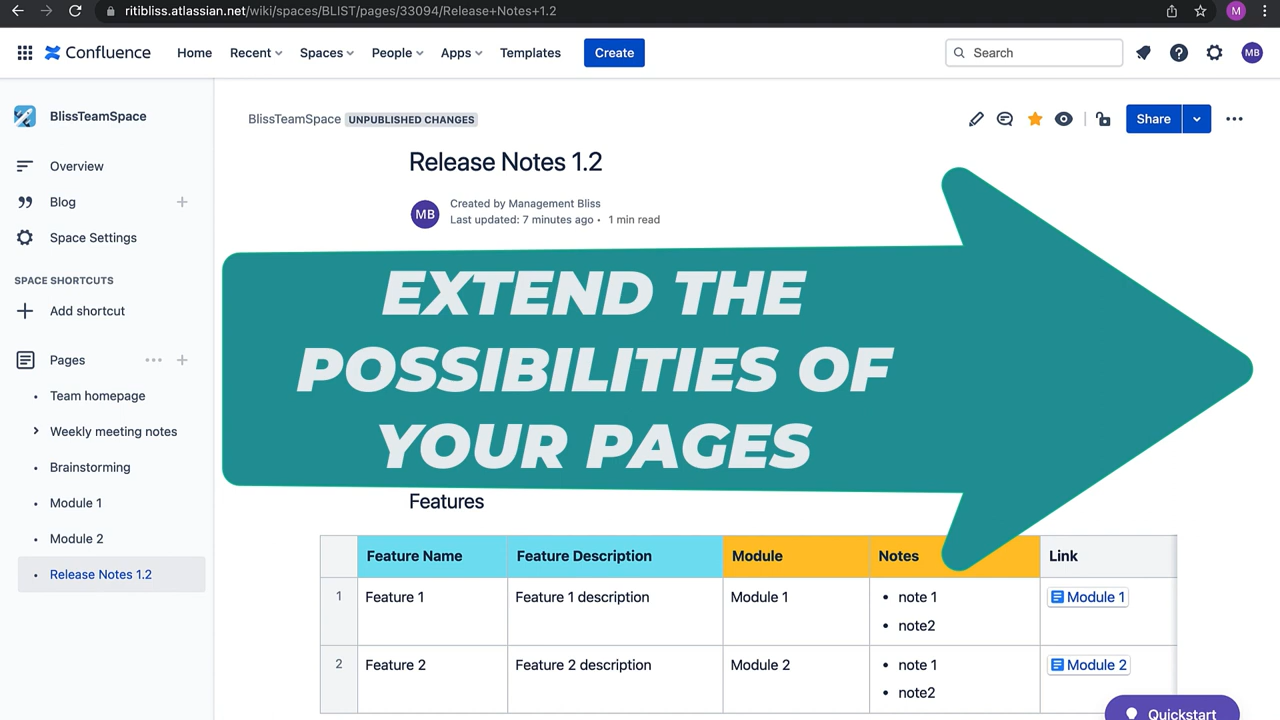 ritibliss.atlassian.net/wiki/spaces/BLIST/pages/33094/Release+Notes+1.2
M
Confluence
Home
Recent
Spaces
People
Apps
Templates
Create
Search
MB
BlissTeamSpace
Overview
Blog
Space Settings
SPACE SHORTCUTS
Add shortcut
Pages
Team homepage
Weekly meeting notes
Brainstorming
Module 1
Module 2
Release Notes 1.2
BlissTeamSpace UNPUBLISHED CHANGES
Share
Release Notes 1.2
MB
Created by Management Bliss
Last updated: 7 minutes ago • 1 min read
EXTEND THE
POSSIBILITIES OF
YOUR PAGES
Features
Feature Name Feature Description Module Notes Link
1 Feature 1 Feature 1 description Module 1 • note 1 Module 1
• note2
2 Feature 2 Feature 2 description Module 2 • note 1 Module 2
• note2
Quickstart